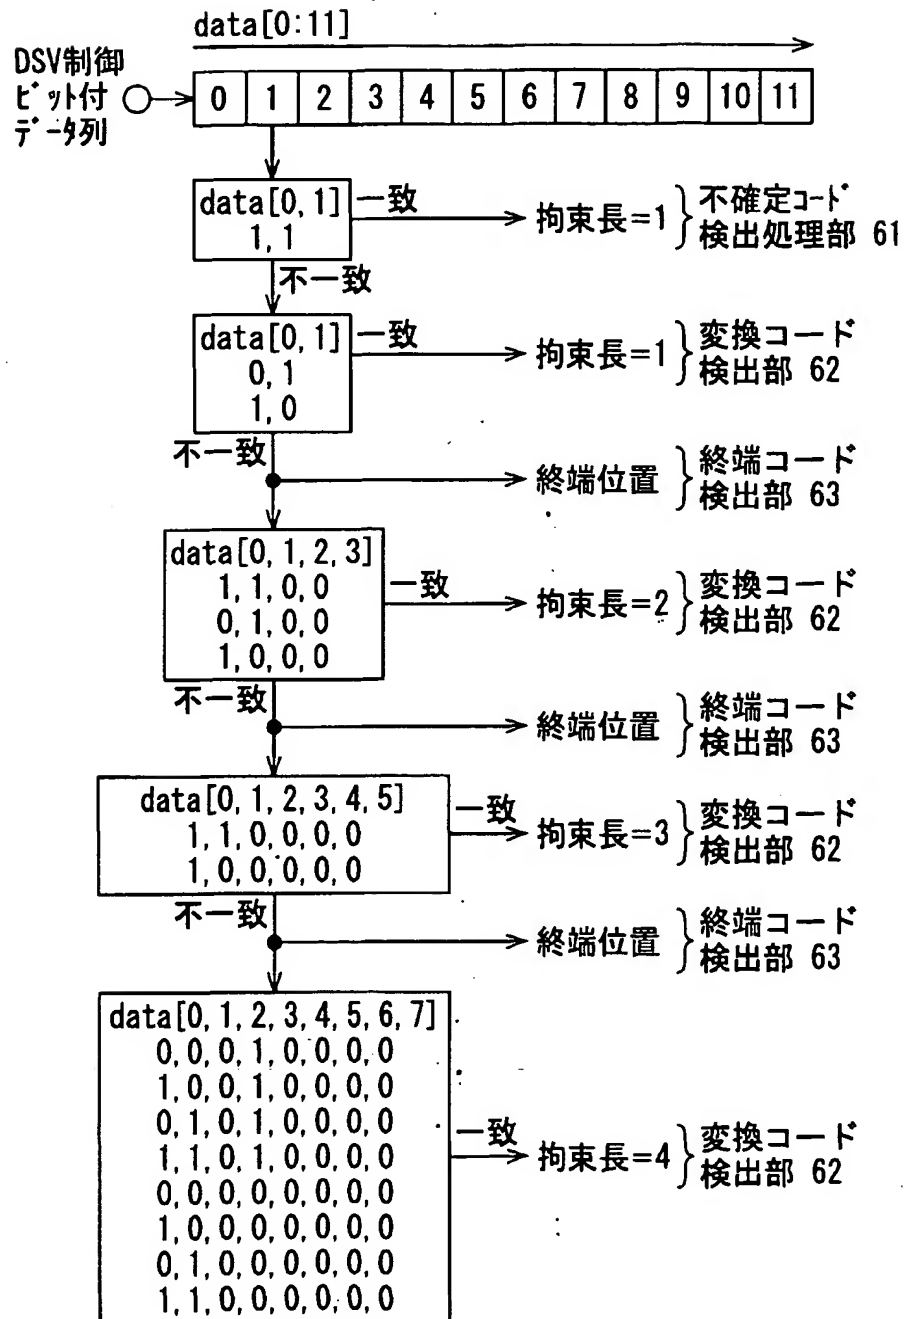 data[0:11]
DSV制御
ビット付
データ列
0 1 2 3 4 5 6 7 8 9 10 11
data[0,1]
1,1
一致
拘束長=1
不確定コード
検出処理部 61
不一致
data[0,1]
0,1
1,0
一致
拘束長=1
変換コード
検出部 62
不一致
終端位置
終端コード
検出部 63
data[0,1,2,3]
1,1,0,0
0,1,0,0
1,0,0,0
一致
拘束長=2
変換コード
検出部 62
不一致
終端位置
終端コード
検出部 63
data[0,1,2,3,4,5]
1,1,0,0,0,0
1,0,0,0,0,0
一致
拘束長=3
変換コード
検出部 62
不一致
終端位置
終端コード
検出部 63
data[0,1,2,3,4,5,6,7]
0,0,0,1,0,0,0,0
1,0,0,1,0,0,0,0
0,1,0,1,0,0,0,0
1,1,0,1,0,0,0,0
0,0,0,0,0,0,0,0
1,0,0,0,0,0,0,0
0,1,0,0,0,0,0,0
1,1,0,0,0,0,0,0
一致
拘束長=4
変換コード
検出部 62